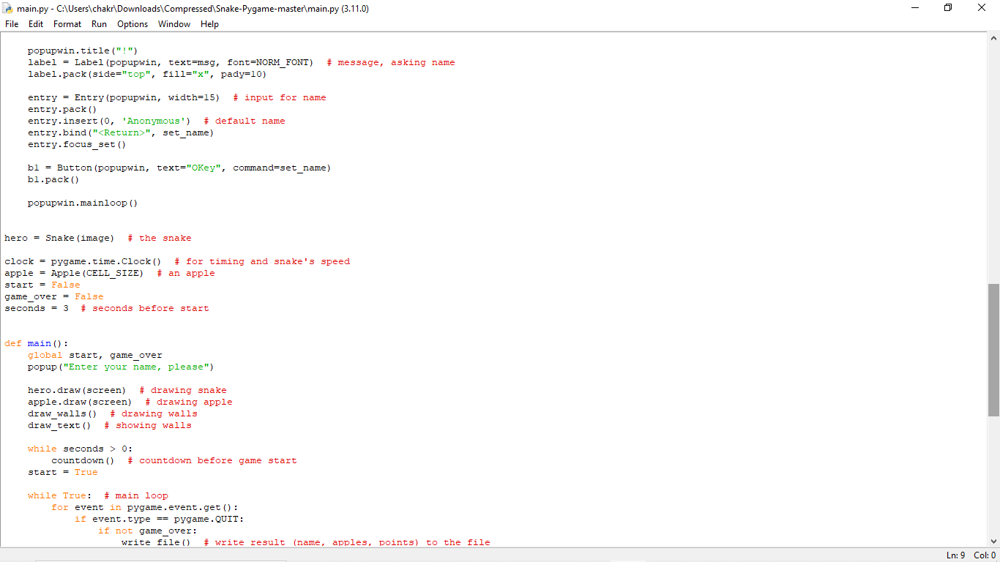 main.py - C:\Users\chakr\Downloads\Compressed\Snake-Pygame-master\main.py (3.11.0)
File Edit Format Run Options Window Help
popupwin.title("!")
label = Label(popupwin, text=msg, font=NORM_FONT)  # message, asking name
label.pack(side="top", fill="x", pady=10)
entry = Entry(popupwin, width=15)  # input for name
entry.pack()
entry.insert(0, 'Anonymous')  # default name
entry.bind("<Return>", set_name)
entry.focus_set()
b1 = Button(popupwin, text="OKey", command=set_name)
b1.pack()
popupwin.mainloop()
hero = Snake(image)  # the snake
clock = pygame.time.Clock()  # for timing and snake's speed
apple = Apple(CELL_SIZE)  # an apple
start = False
game_over = False
seconds = 3  # seconds before start
def main():
    global start, game_over
    popup("Enter your name, please")
    hero.draw(screen)  # drawing snake
    apple.draw(screen)  # drawing apple
    draw_walls()  # drawing walls
    draw_text()  # showing walls
    while seconds > 0:
        countdown()  # countdown before game start
    start = True
    while True:  # main loop
        for event in pygame.event.get():
            if event.type == pygame.QUIT:
                if not game_over:
                    write_file()  # write result (name, apples, points) to the file
Ln: 9 Col: 0